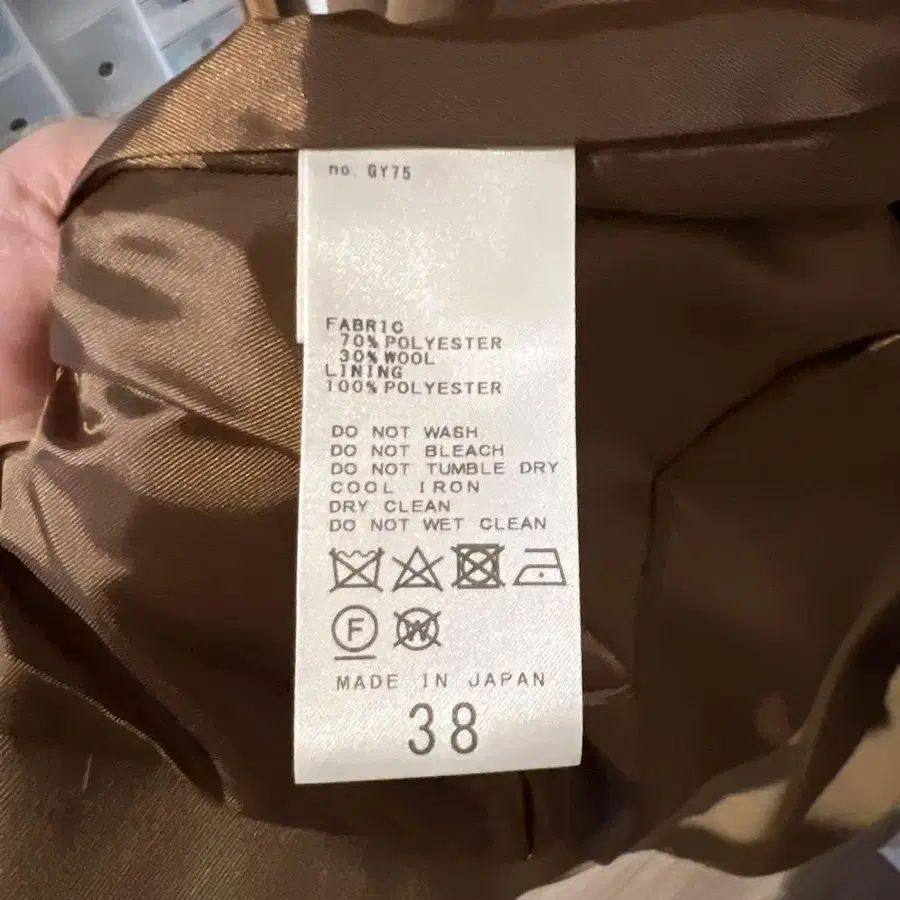 no. GY75
FABRIC
70% POLYESTER
30% WOOL
LINING
100% POLYESTER
DO NOT WASH
DO NOT BLEACH
DO NOT TUMBLE DRY
COOL IRON
DRY CLEAN
DO NOT WET CLEAN
F W
MADE IN JAPAN
38